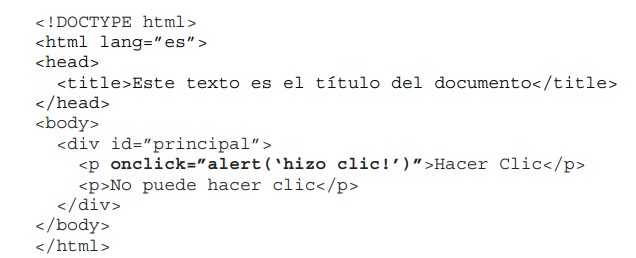 <!DOCTYPE html>
<html lang=”es”>
<head>
<title>Este texto es el título del documento</title>
</head>
<body>
<div id=”principal”>
<p onclick=”alert(‘hizo clic!’)”>Hacer Clic</p>
<p>No puede hacer clic</p>
</div>
</body>
</html>